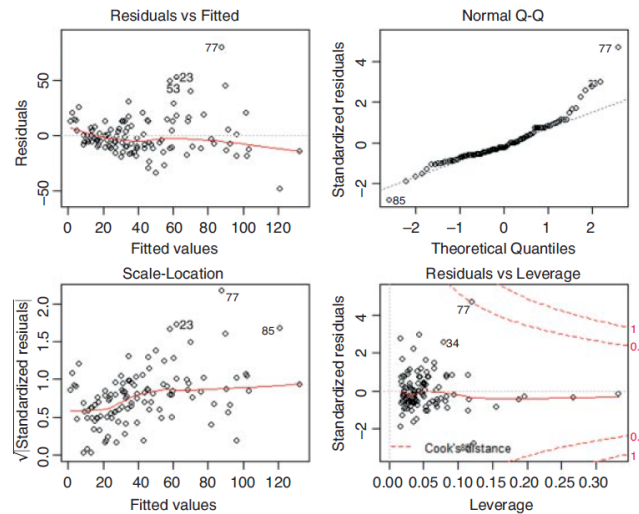 Residuals vs Fitted
77
23
53
Residuals
50
0
−50
0 20 40 60 80 100 120
Fitted values
Normal Q-Q
77
85
Standardized residuals
4
2
0
−2
−2 −1 0 1 2
Theoretical Quantiles
Scale-Location
77
23
85
√|Standardized residuals|
2.0
1.5
1.0
0.5
0.0
0 20 40 60 80 100 120
Fitted values
Residuals vs Leverage
77
34
Cook's distance
Standardized residuals
4
2
0
−2
1
0.
0.
1
0.00 0.05 0.10 0.15 0.20 0.25 0.30
Leverage